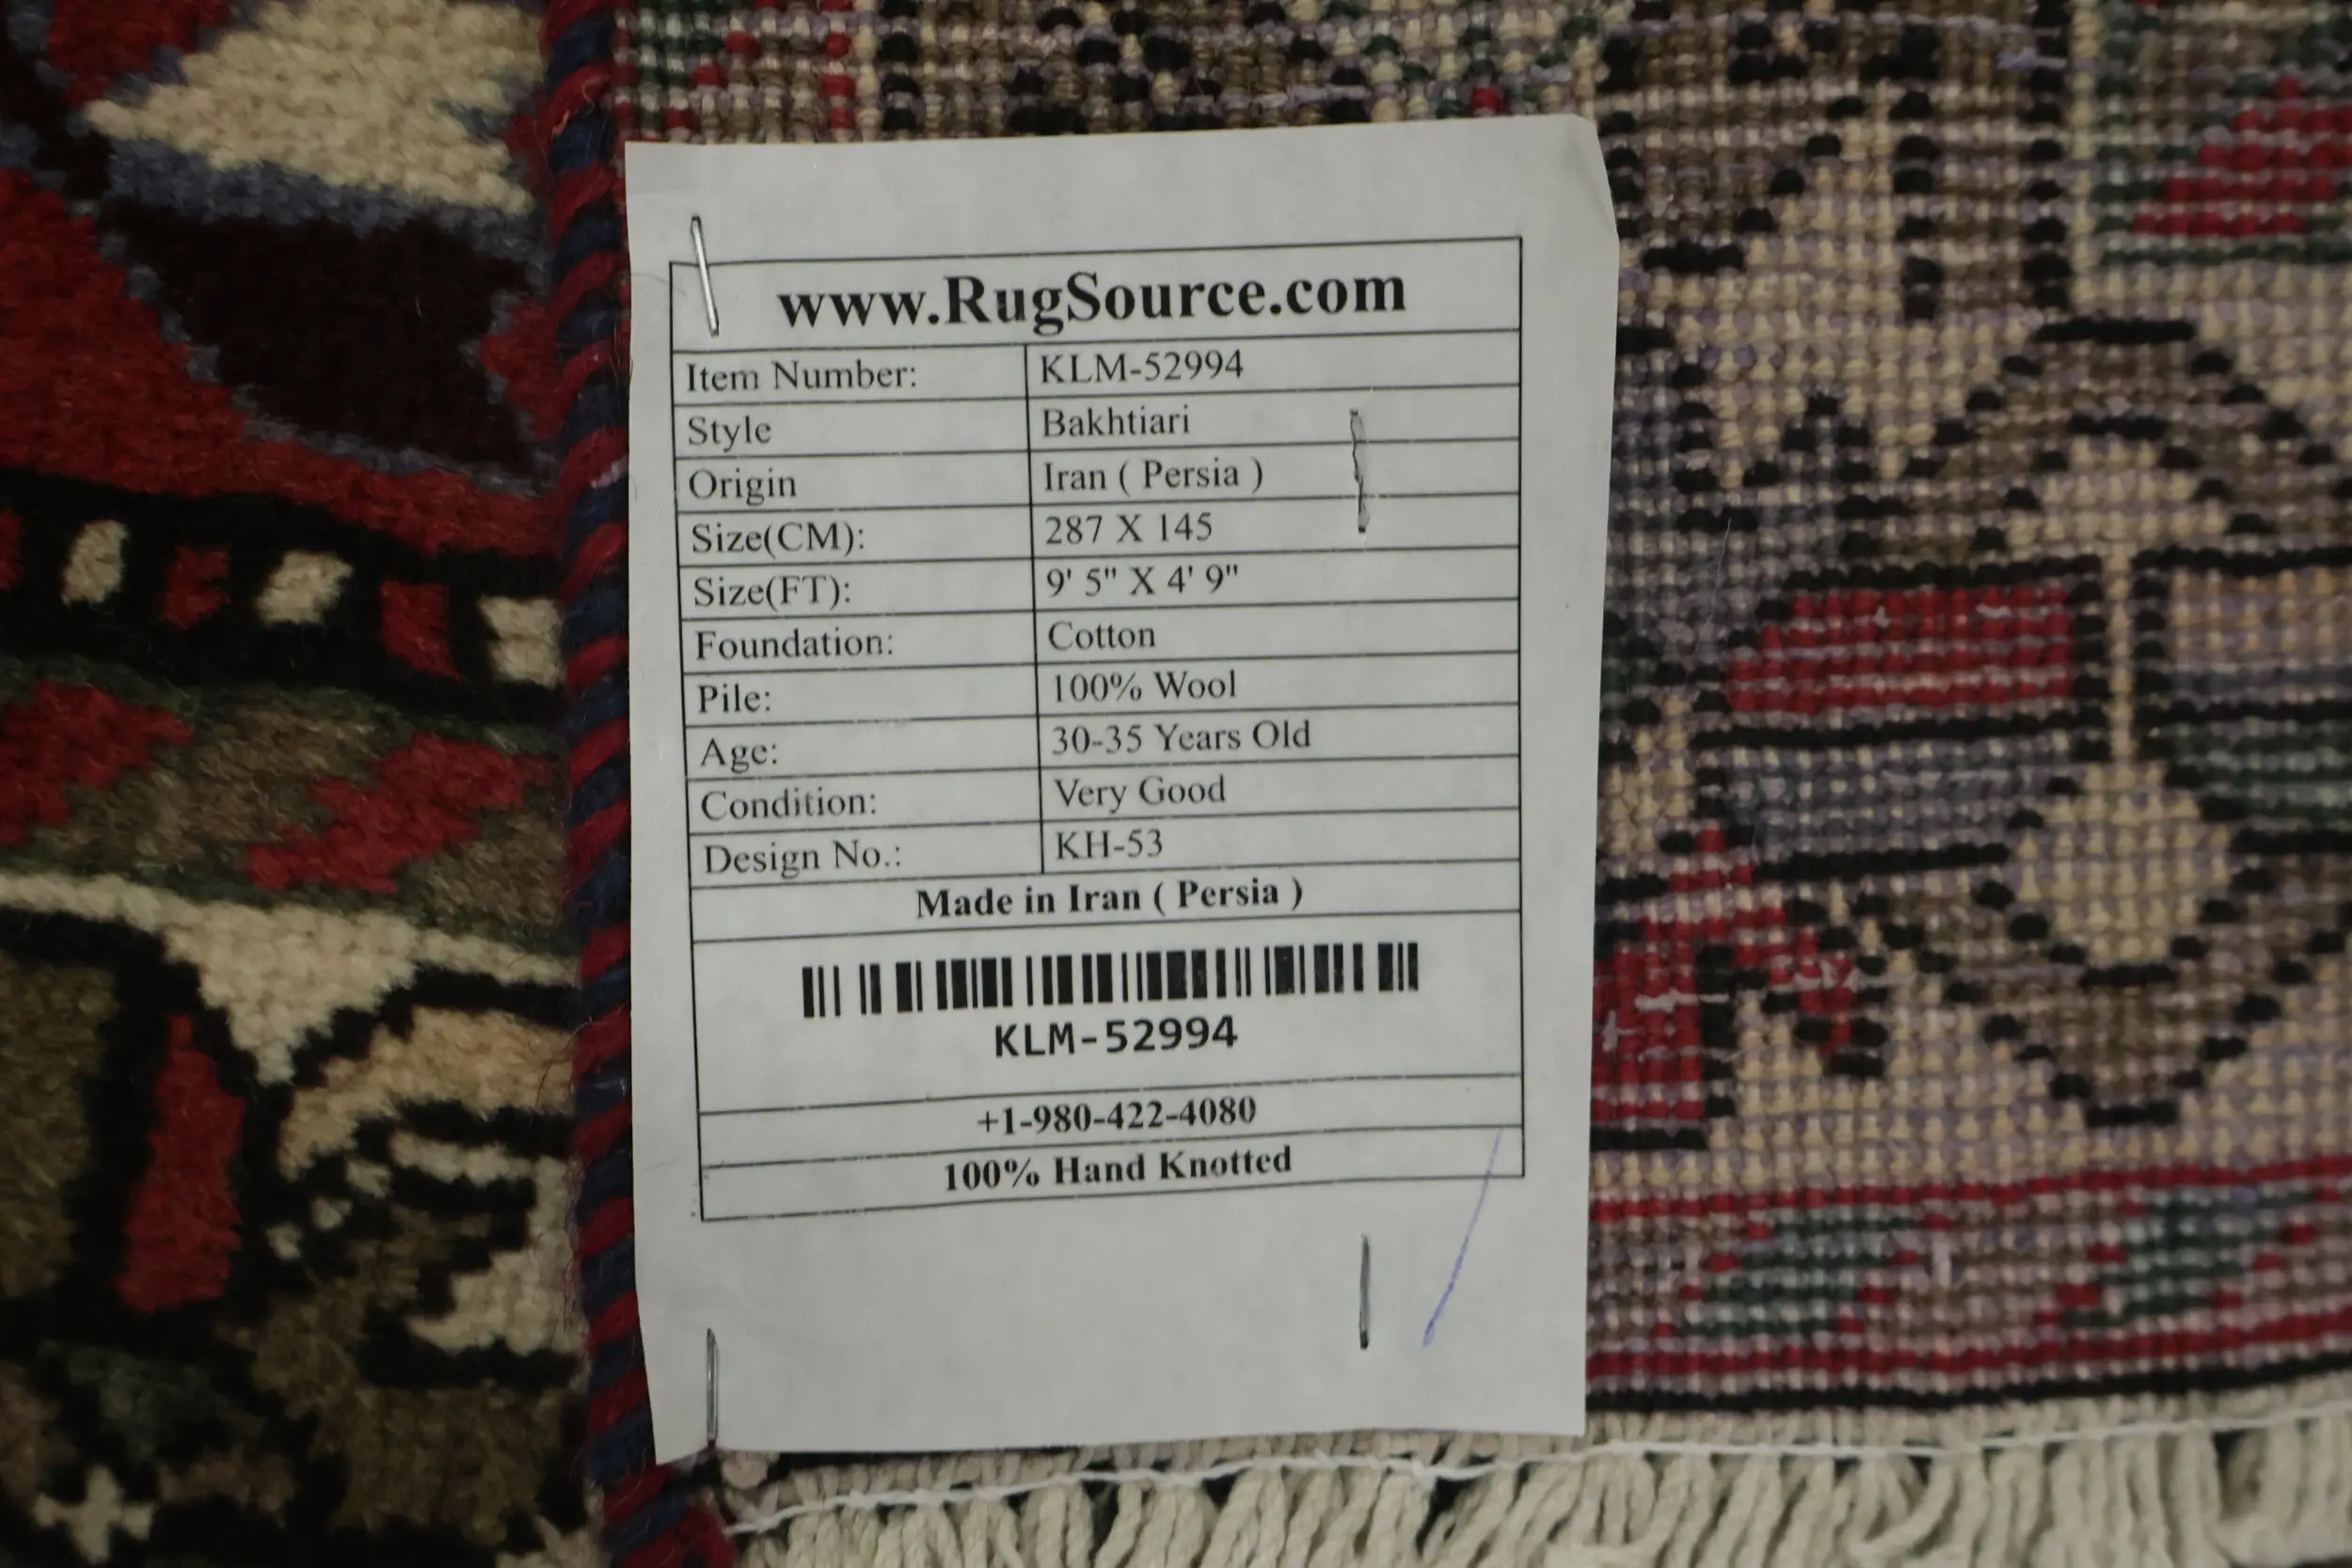 www.RugSource.com
Item Number: KLM-52994
Style Bakhtiari
Origin Iran ( Persia )
Size(CM): 287 X 145
Size(FT): 9' 5" X 4' 9"
Foundation: Cotton
Pile: 100% Wool
Age: 30-35 Years Old
Condition: Very Good
Design No.: KH-53
Made in Iran ( Persia )
KLM-52994
+1-980-422-4080
100% Hand Knotted